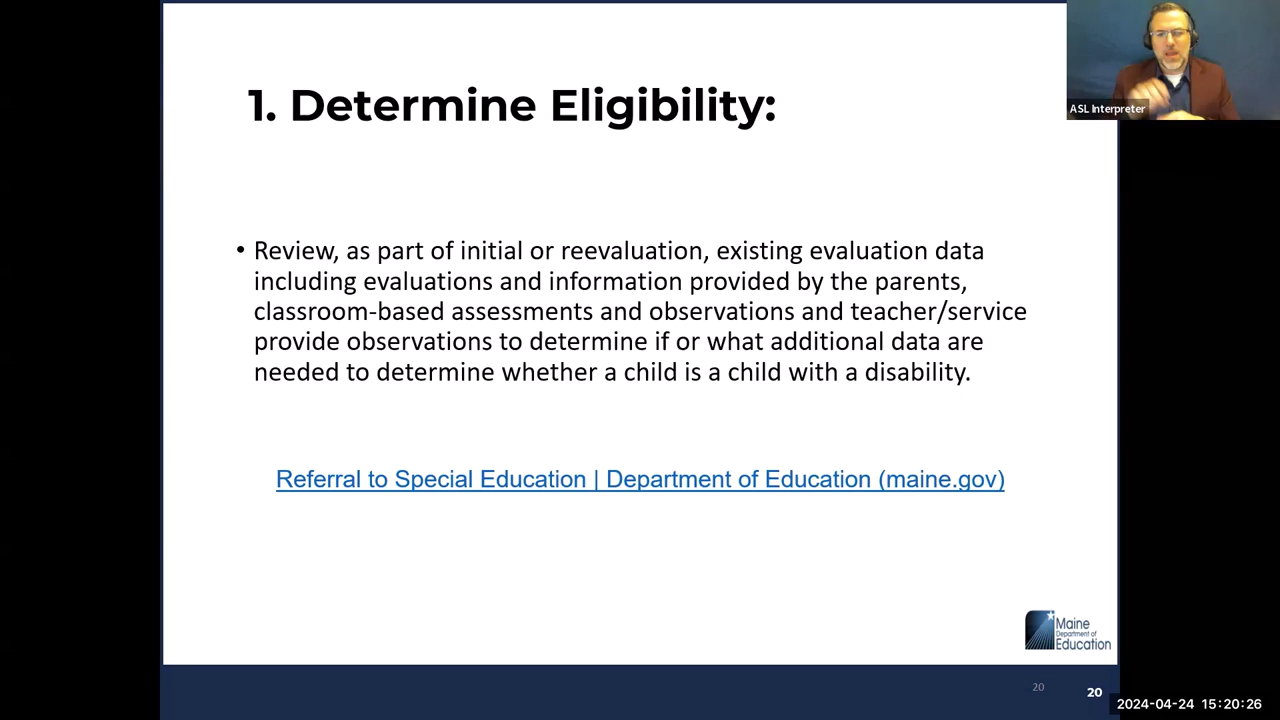 1. Determine Eligibility:
ASL Interpreter
• Review, as part of initial or reevaluation, existing evaluation data
including evaluations and information provided by the parents,
classroom-based assessments and observations and teacher/service
provide observations to determine if or what additional data are
needed to determine whether a child is a child with a disability.
Referral to Special Education | Department of Education (maine.gov)
Maine
Department of
Education
20
20
2024-04-24 15:20:26